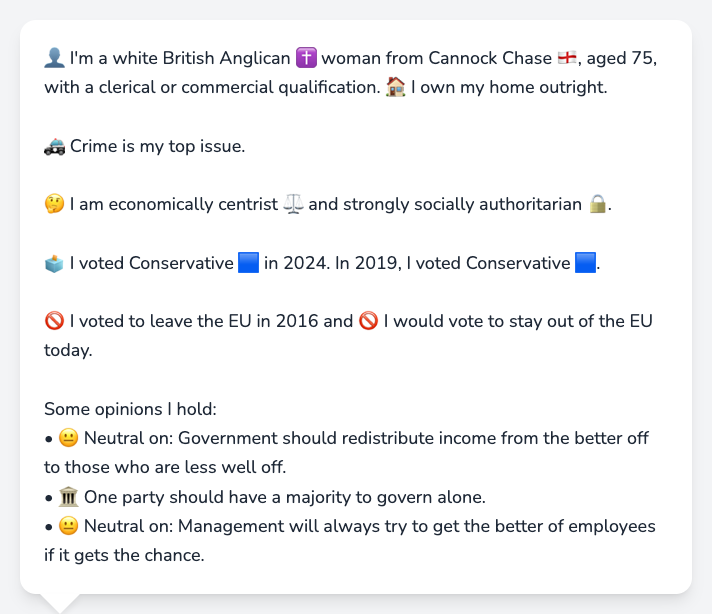 👤 I'm a white British Anglican ✝️ woman from Cannock Chase 🏴󠁧󠁢󠁥󠁮󠁧󠁿, aged 75,
with a clerical or commercial qualification. 🏠 I own my home outright.
🚓 Crime is my top issue.
🤔 I am economically centrist ⚖️ and strongly socially authoritarian 🔒.
🗳️ I voted Conservative 🟦 in 2024. In 2019, I voted Conservative 🟦.
🚫 I voted to leave the EU in 2016 and 🚫 I would vote to stay out of the EU
today.
Some opinions I hold:
• 😐 Neutral on: Government should redistribute income from the better off
to those who are less well off.
• 🏛️ One party should have a majority to govern alone.
• 😐 Neutral on: Management will always try to get the better of employees
if it gets the chance.